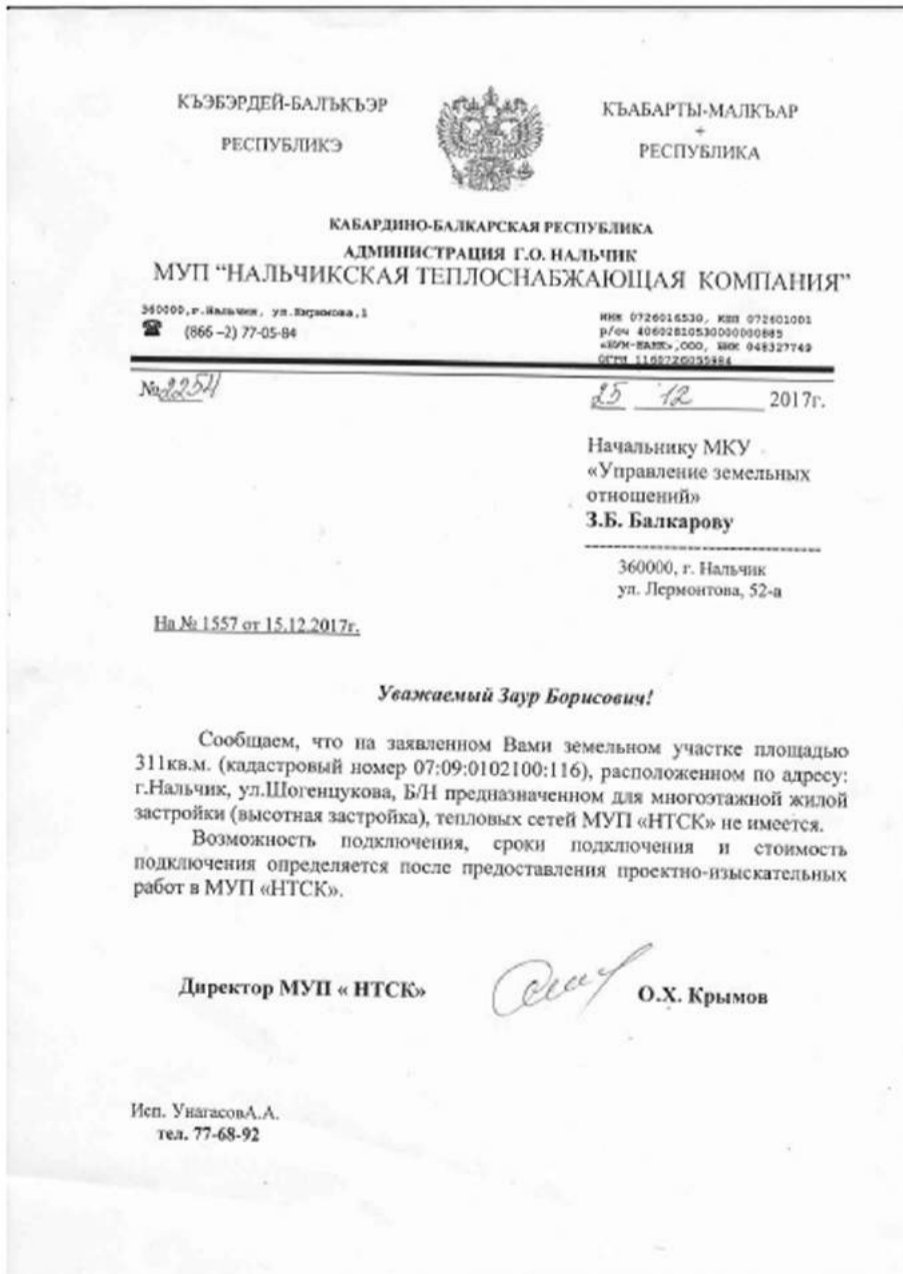 КЪЭБЭРДЕЙ-БАЛЪКЪЭР
РЕСПУБЛИКЭ
КЪАБАРТЫ-МАЛКЪАР
РЕСПУБЛИКА
КАБАРДИНО-БАЛКАРСКАЯ РЕСПУБЛИКА
АДМИНИСТРАЦИЯ Г.О. НАЛЬЧИК
МУП “НАЛЬЧИКСКАЯ ТЕПЛОСНАБЖАЮЩАЯ КОМПАНИЯ”
360000,г.Нальчик, ул.
☎ (866 –2) 77-05-84
ИНН 0726016530, КПП 072601001
р/сч
ООО, БИК 048327749
ОГРН
№2254
25 12 2017г.
Начальнику МКУ
«Управление земельных
отношений»
З.Б. Балкарову
360000, г. Нальчик
ул. Лермонтова, 52-а
На № 1557 от 15.12.2017г.
Уважаемый Заур Борисович!
Сообщаем, что на заявленном Вами земельном участке площадью
311кв.м. (кадастровый номер 07:09:0102100:116), расположенном по адресу:
г.Нальчик, ул.Шогенцукова, Б/Н предназначенном для многоэтажной жилой
застройки (высотная застройка), тепловых сетей МУП «НТСК» не имеется.
Возможность подключения, сроки подключения и стоимость
подключения определяется после предоставления проектно-изыскательных
работ в МУП «НТСК».
Директор МУП « НТСК»
О.Х. Крымов
Исп. УнагасовА.А.
тел. 77-68-92